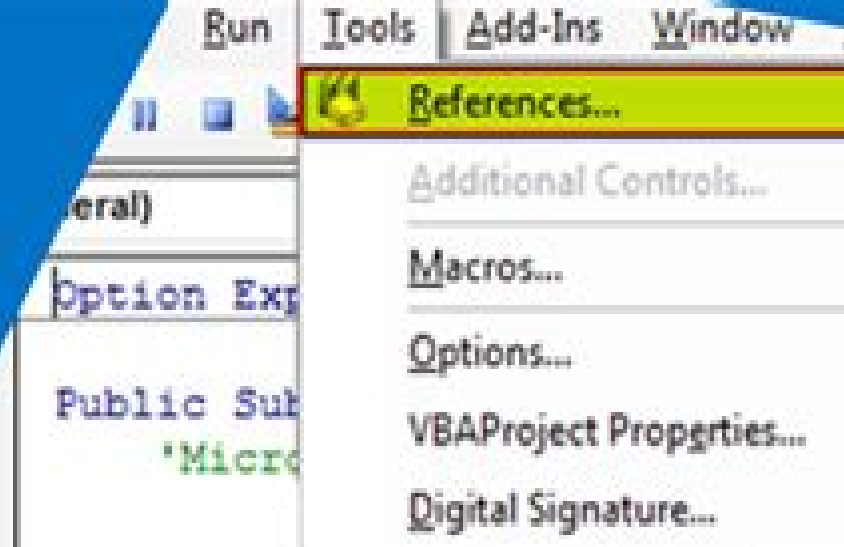 Run Tools Add-Ins Window
References...
Additional Controls...
eral)
Macros...
Option Exp
Options...
Public Sub
VBAProject Properties...
'Micro
Digital Signature...